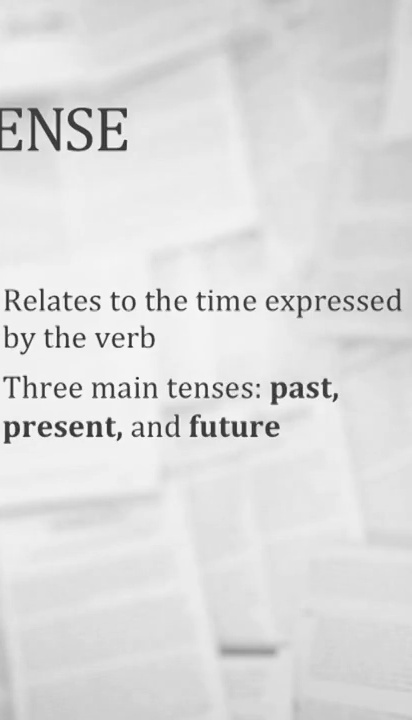 ENSE
Relates to the time expressed
by the verb
Three main tenses: past,
present, and future